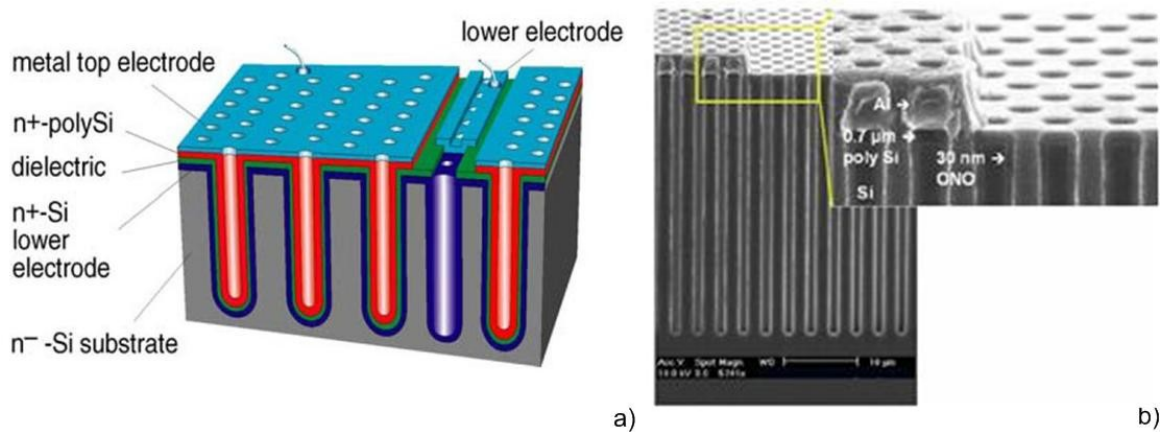 lower electrode
metal top electrode
n+-polySi
dielectric
n+-Si
lower
electrode
n⁻ -Si substrate
a)
Al→
0.7 µm→
poly Si
30 nm→
ONO
Si
Acc.V Spot Magn WD 10 µm
b)